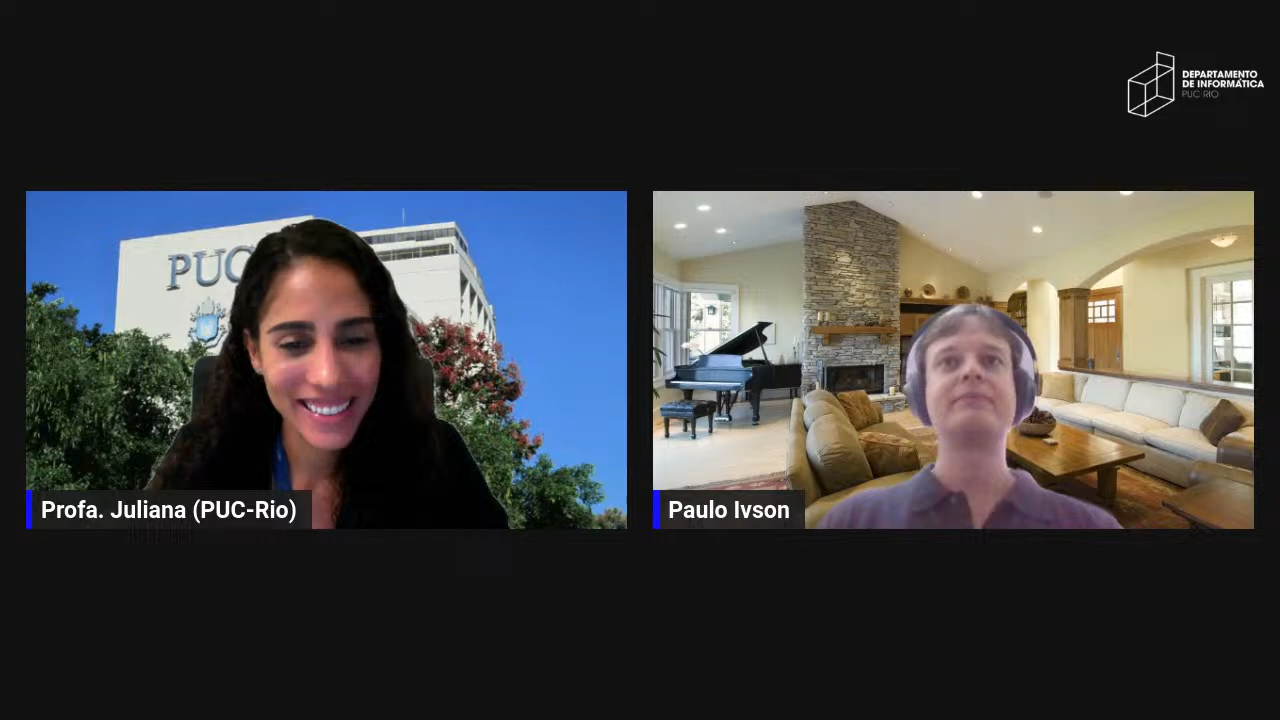 DEPARTAMENTO
DE INFORMÁTICA
PUC RIO
PUC
Profa. Juliana (PUC-Rio)
Paulo Ivson